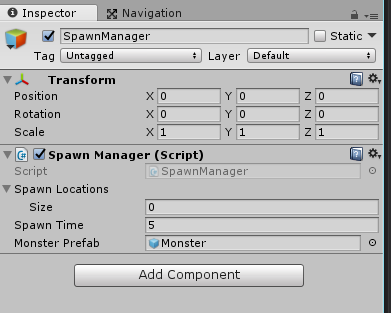 Inspector Navigation
SpawnManager Static
Tag Untagged Layer Default
Transform
Position X 0 Y 0 Z 0
Rotation X 0 Y 0 Z 0
Scale X 1 Y 1 Z 1
C# Spawn Manager (Script)
Script SpawnManager
Spawn Locations
Size 0
Spawn Time 5
Monster Prefab Monster
Add Component